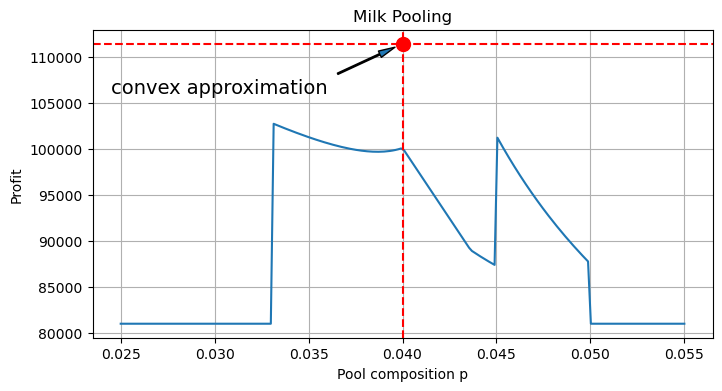 Milk Pooling
110000
105000
100000
95000
90000
85000
80000
Profit
convex approximation
0.025 0.030 0.035 0.040 0.045 0.050 0.055
Pool composition p